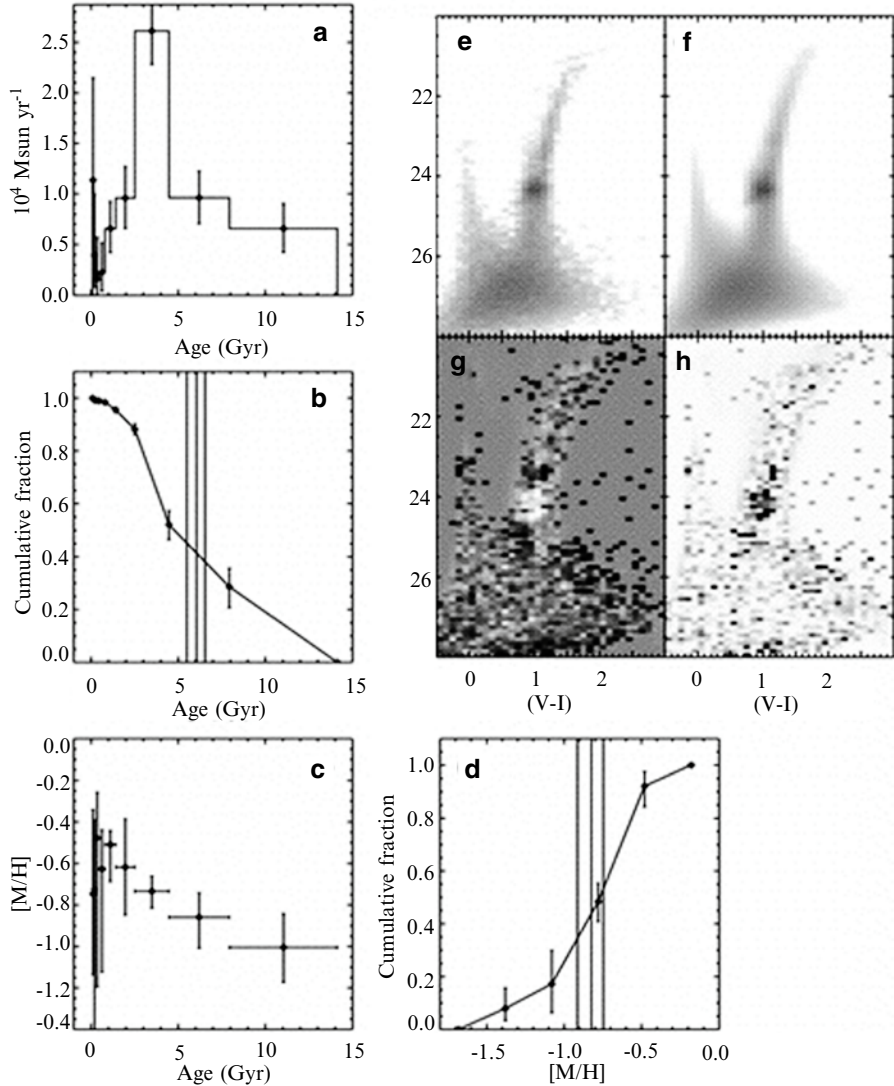 a
2.5
2.0
1.5
1.0
0.5
0.0
10⁴ Msun yr⁻¹
0 5 10 15
Age (Gyr)
b
1.0
0.8
0.6
0.4
0.2
0.0
Cumulative fraction
0 5 10 15
Age (Gyr)
c
0.0
-0.2
-0.4
-0.6
-0.8
-1.0
-1.2
-0.4
[M/H]
0 5 10 15
Age (Gyr)
d
1.0
0.8
0.6
0.4
0.2
0.0
Cumulative fraction
-1.5 -1.0 -0.5 0.0
[M/H]
e
f
22
24
26
g
h
22
24
26
0 1 2
(V-I)
0 1 2
(V-I)